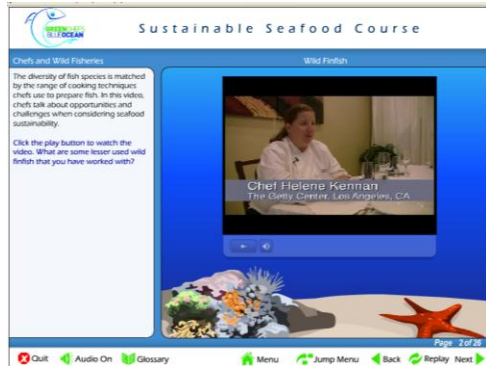 GREEN CHEFS
BLUE OCEAN
Sustainable Seafood Course
Chefs and Wild Fisheries
Wild Finfish
The diversity of fish species is matched
by the range of cooking techniques
chefs use to prepare fish. In this video,
chefs talk about opportunities and
challenges when considering seafood
sustainability.
Click the play button to watch the
video. What are some lesser used wild
finfish that you have worked with?
Chef Helene Kennan
The Getty Center, Los Angeles, CA
Page 2 of 26
Quit
Audio On
Glossary
Menu
Jump Menu
Back
Replay
Next